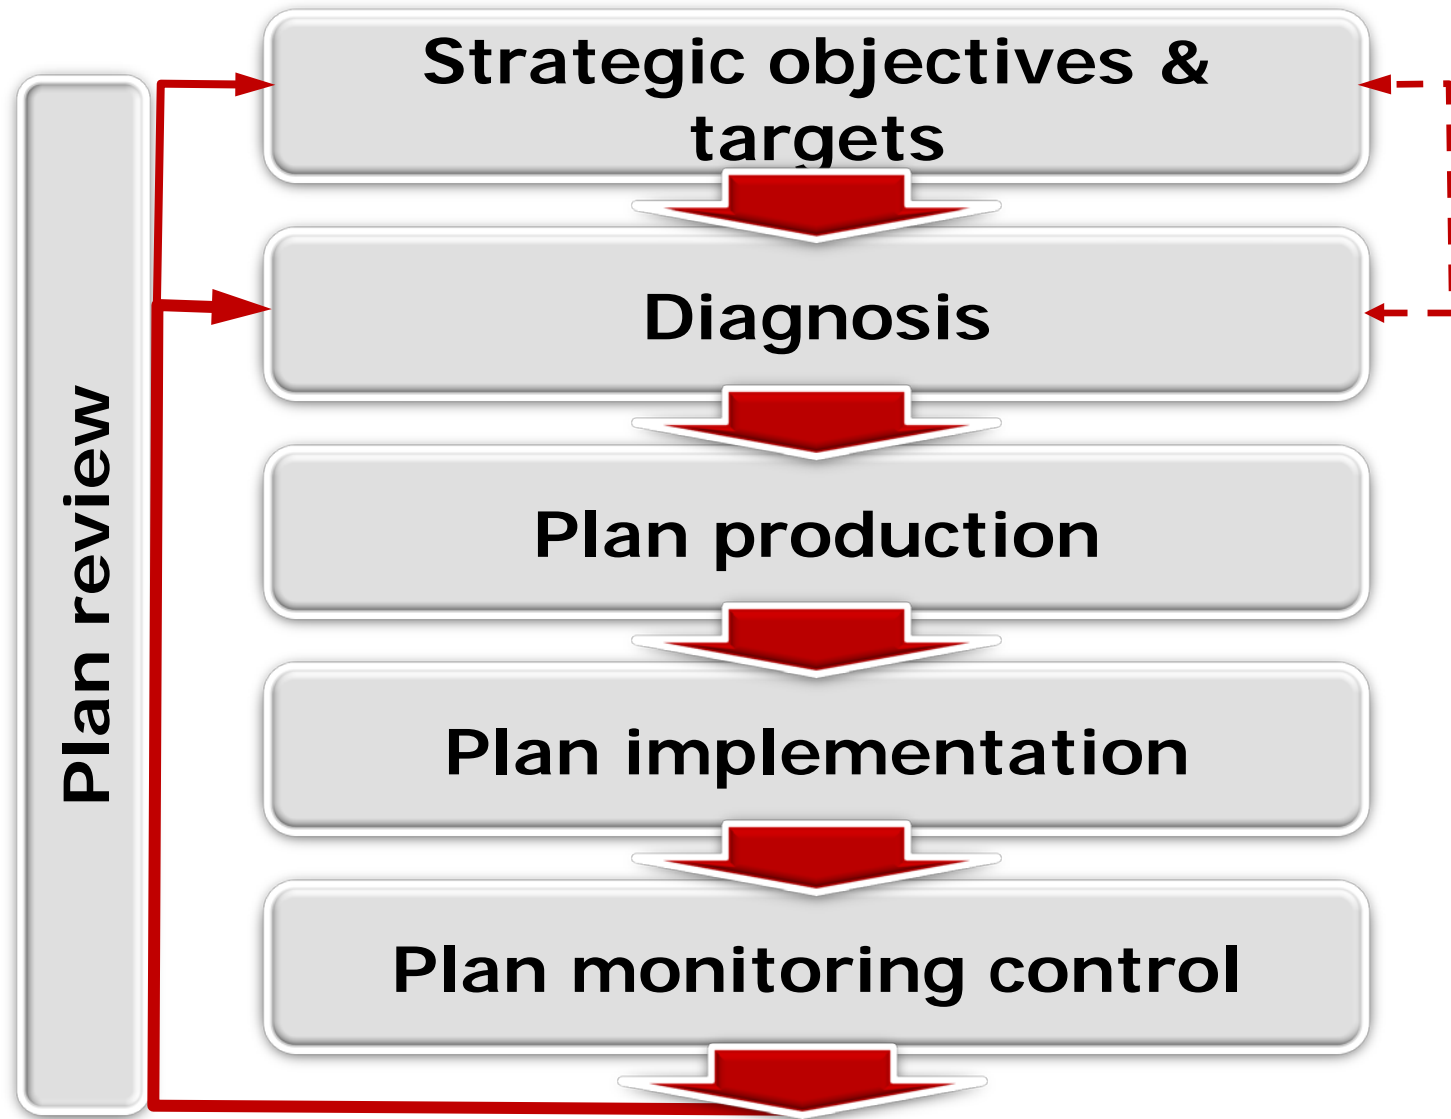 Strategic objectives &
targets
Diagnosis
Plan production
Plan implementation
Plan monitoring control
Plan review